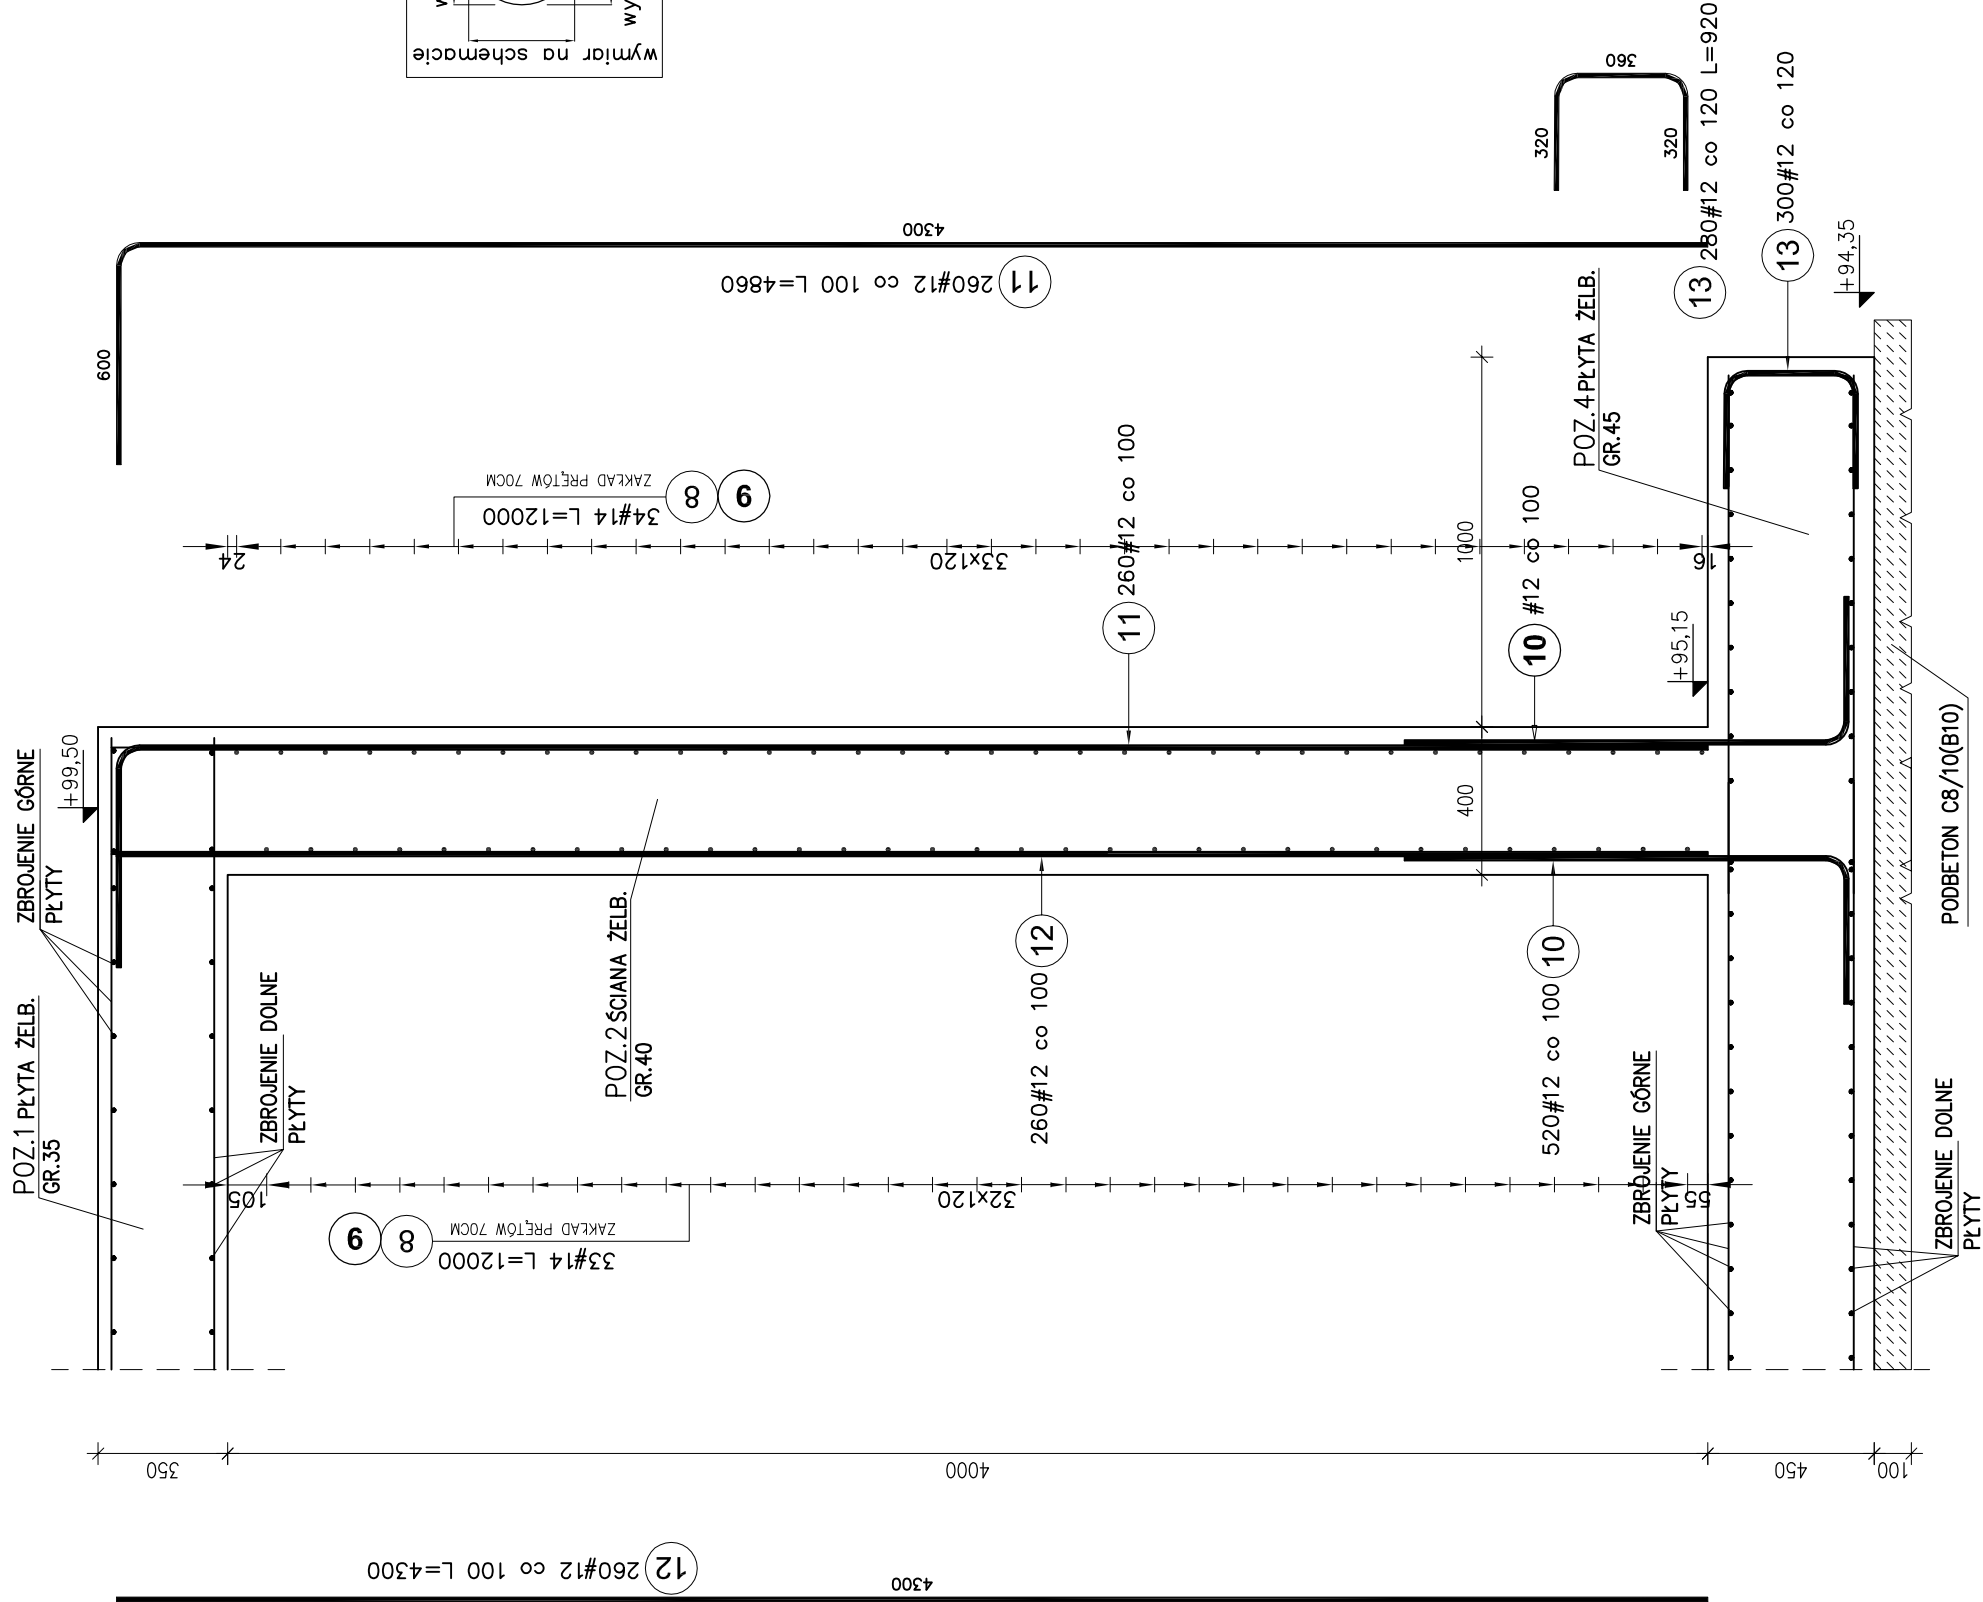 wymiar na schemacie
w
wy
360
320
320
13 280#12 co 120 L=920
13 300#12 co 120
4300
11 260#12 co 100 L=4860
600
+94,35
POZ.4 PŁYTA ŻELB.
GR.45
ZAKŁAD PRĘTÓW 70CM
34#14 L=12000
8 9
24
33x120
16
11 260#12 co 100
10 #12 co 100
1000
400
+95,15
+99,50
ZBROJENIE GÓRNE
PŁYTY
POZ.1 PŁYTA ŻELB.
GR.35
ZBROJENIE DOLNE
PŁYTY
POZ.2 ŚCIANA ŻELB.
GR.40
260#12 co 100 12
520#12 co 100 10
PODBETON C8/10(B10)
105
32x120
55
ZAKŁAD PRĘTÓW 70CM
33#14 L=12000
8 9
ZBROJENIE GÓRNE
PŁYTY
ZBROJENIE DOLNE
PŁYTY
350
4000
450
100
12 260#12 co 100 L=4300
4300